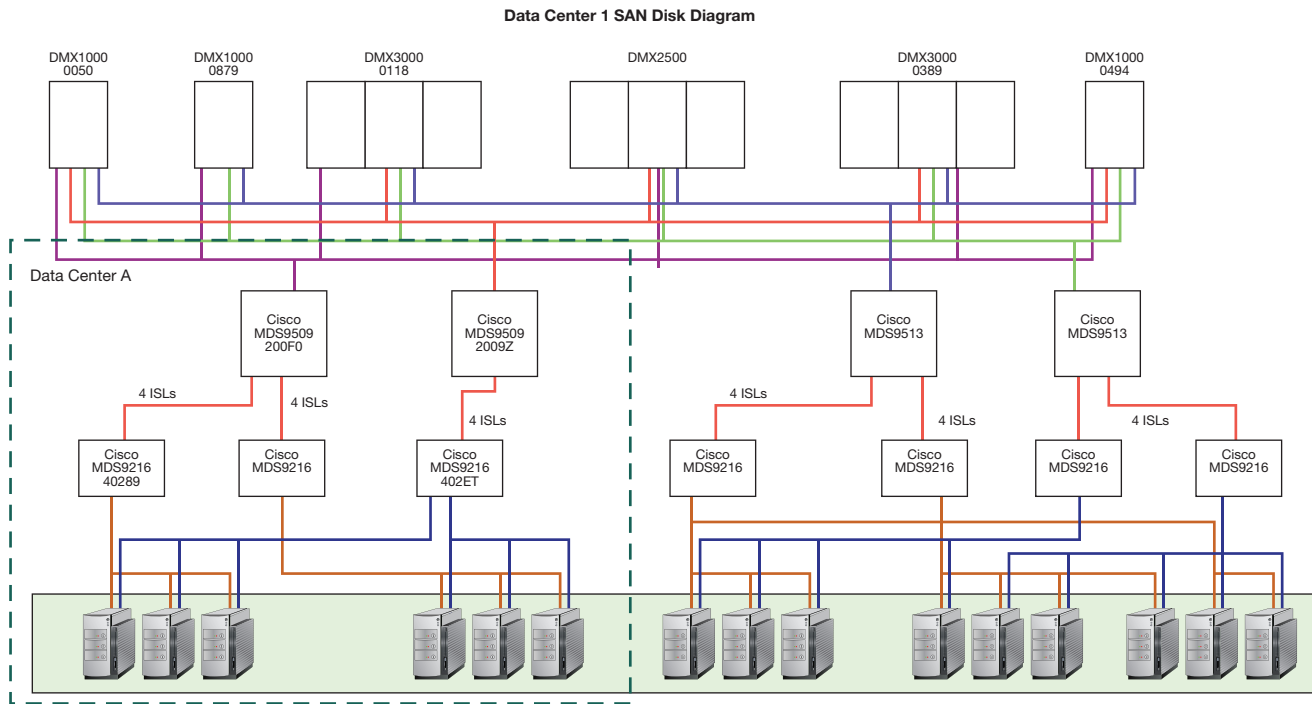 Data Center 1 SAN Disk Diagram
DMX1000
0050
DMX1000
0879
DMX3000
0118
DMX2500
DMX3000
0389
DMX1000
0494
Data Center A
Cisco
MDS9509
200F0
Cisco
MDS9509
2009Z
Cisco
MDS9513
Cisco
MDS9513
4 ISLs
4 ISLs
4 ISLs
4 ISLs
4 ISLs
4 ISLs
Cisco
MDS9216
40289
Cisco
MDS9216
Cisco
MDS9216
402ET
Cisco
MDS9216
Cisco
MDS9216
Cisco
MDS9216
Cisco
MDS9216